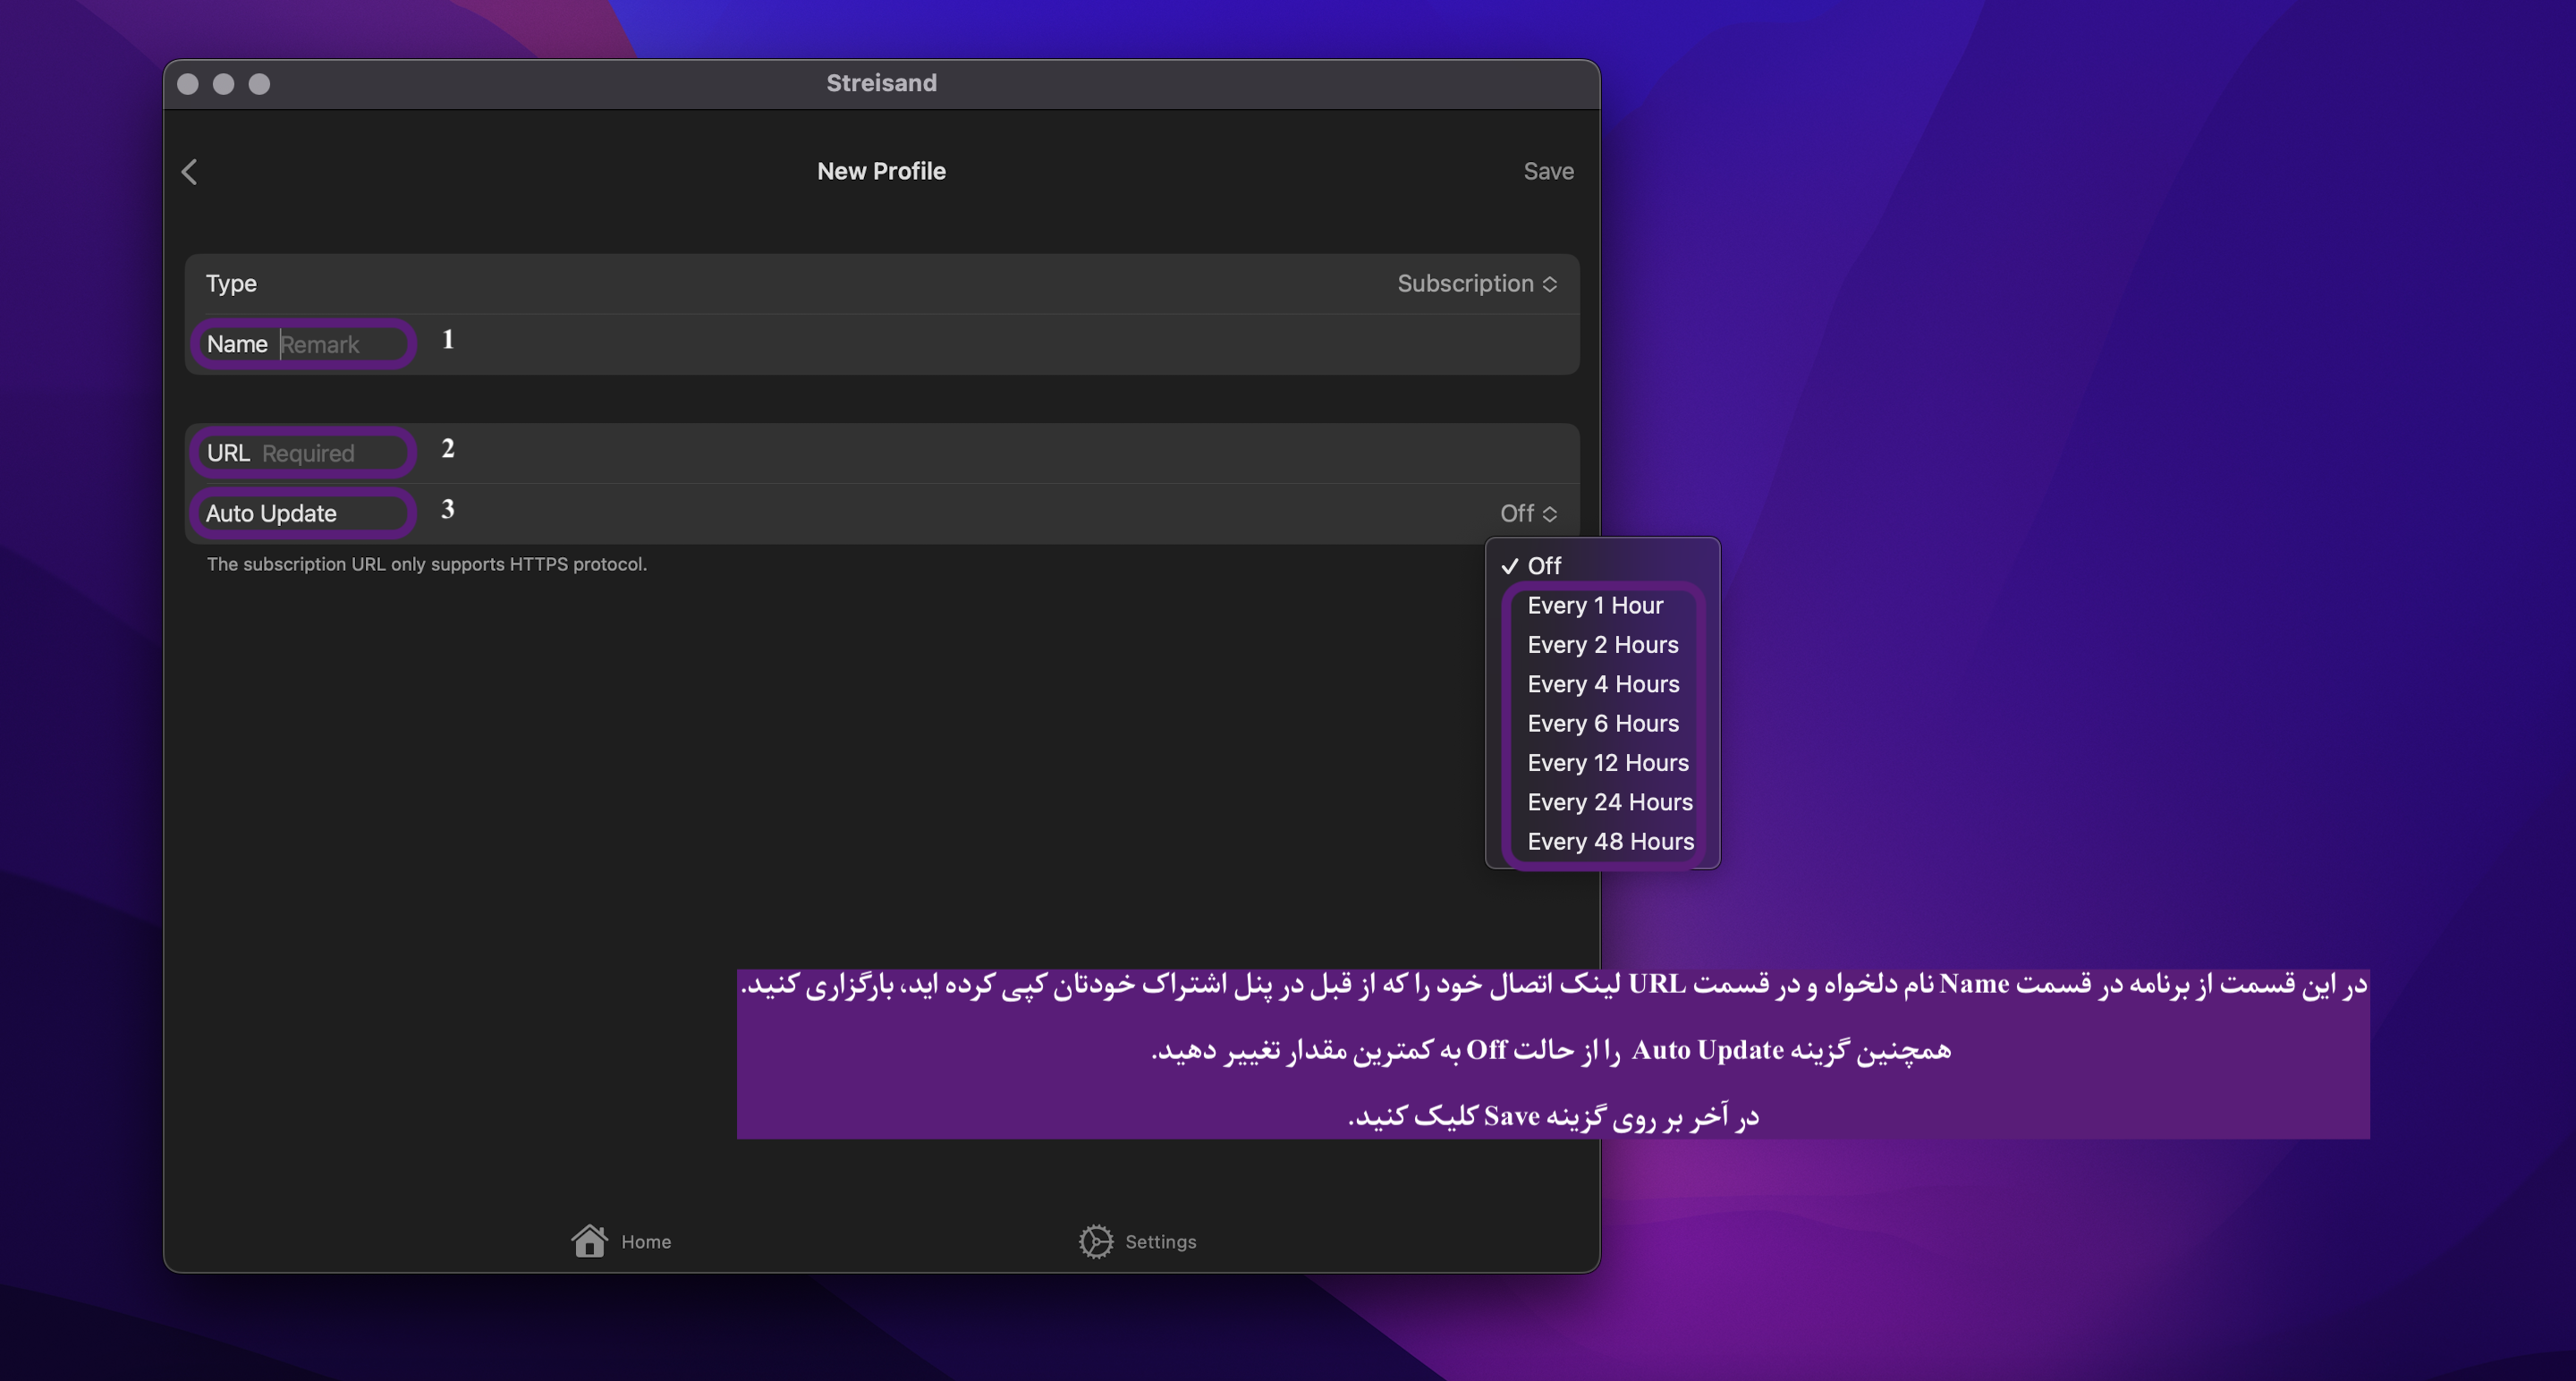 Streisand
New Profile
Save
Type
Subscription
Name Remark
1
URL Required
2
Auto Update
3
Off
The subscription URL only supports HTTPS protocol.
✓ Off
Every 1 Hour
Every 2 Hours
Every 4 Hours
Every 6 Hours
Every 12 Hours
Every 24 Hours
Every 48 Hours
در این قسمت از برنامه در قسمت Name نام دلخواه و در قسمت URL لینک اتصال خود را که از قبل در پنل اشتراک خودتان کپی کرده اید، بارگزاری کنید.
همچنین گزینه Auto Update را از حالت Off به کمترین مقدار تغییر دهید.
در آخر بر روی گزینه Save کلیک کنید.
Home
Settings